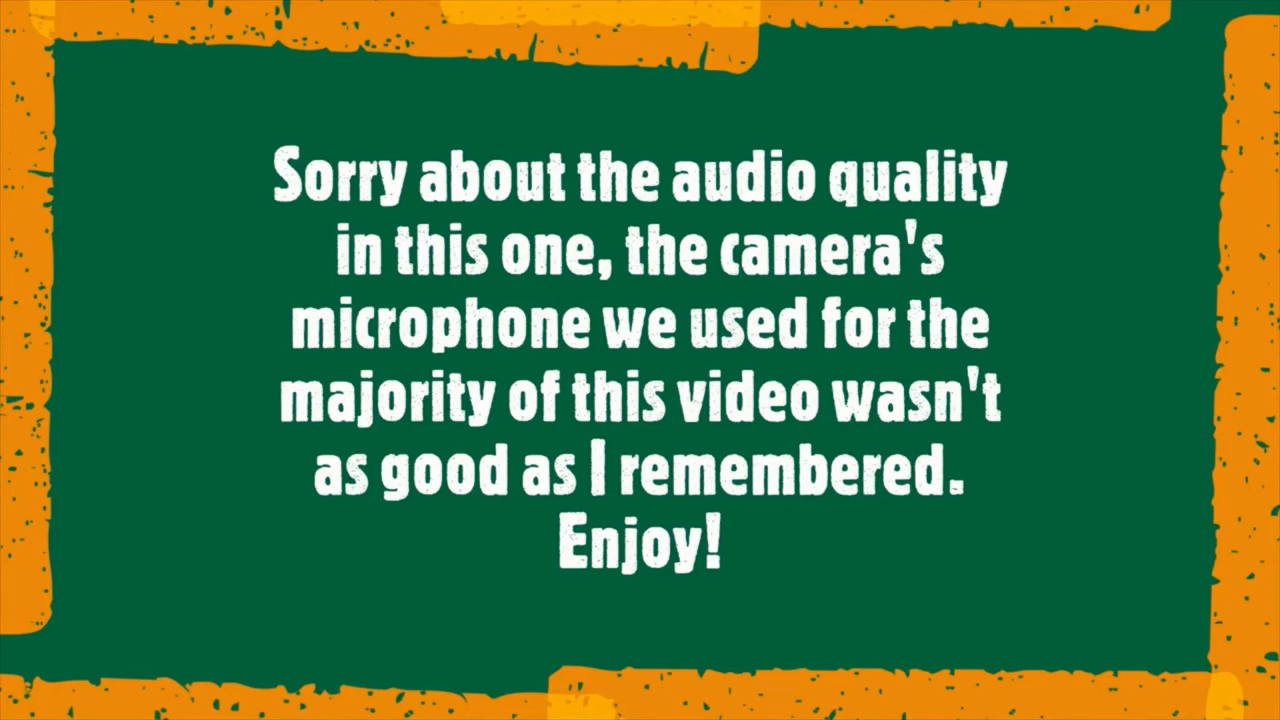 Sorry about the audio quality
in this one, the camera's
microphone we used for the
majority of this video wasn't
as good as I remembered.
Enjoy!